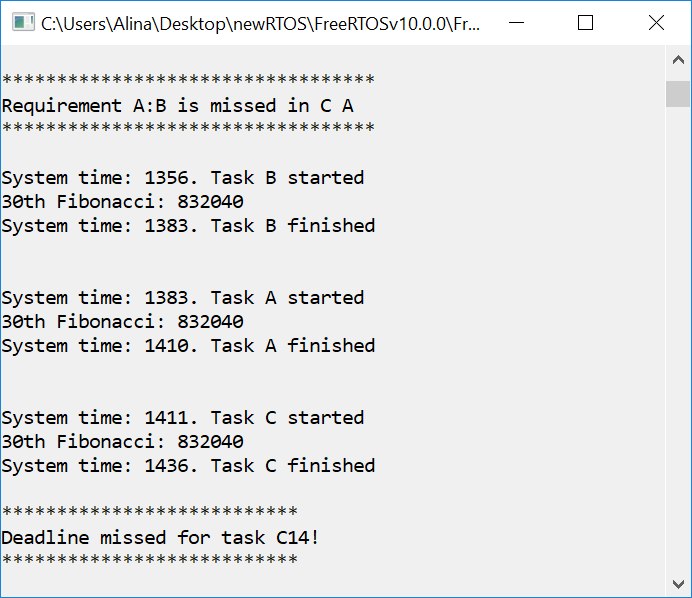 C:\Users\Alina\Desktop\newRTOS\FreeRTOSv10.0.0\Fr...
**********************************
Requirement A:B is missed in C A
**********************************
System time: 1356. Task B started
30th Fibonacci: 832040
System time: 1383. Task B finished
System time: 1383. Task A started
30th Fibonacci: 832040
System time: 1410. Task A finished
System time: 1411. Task C started
30th Fibonacci: 832040
System time: 1436. Task C finished
***************************
Deadline missed for task C14!
***************************